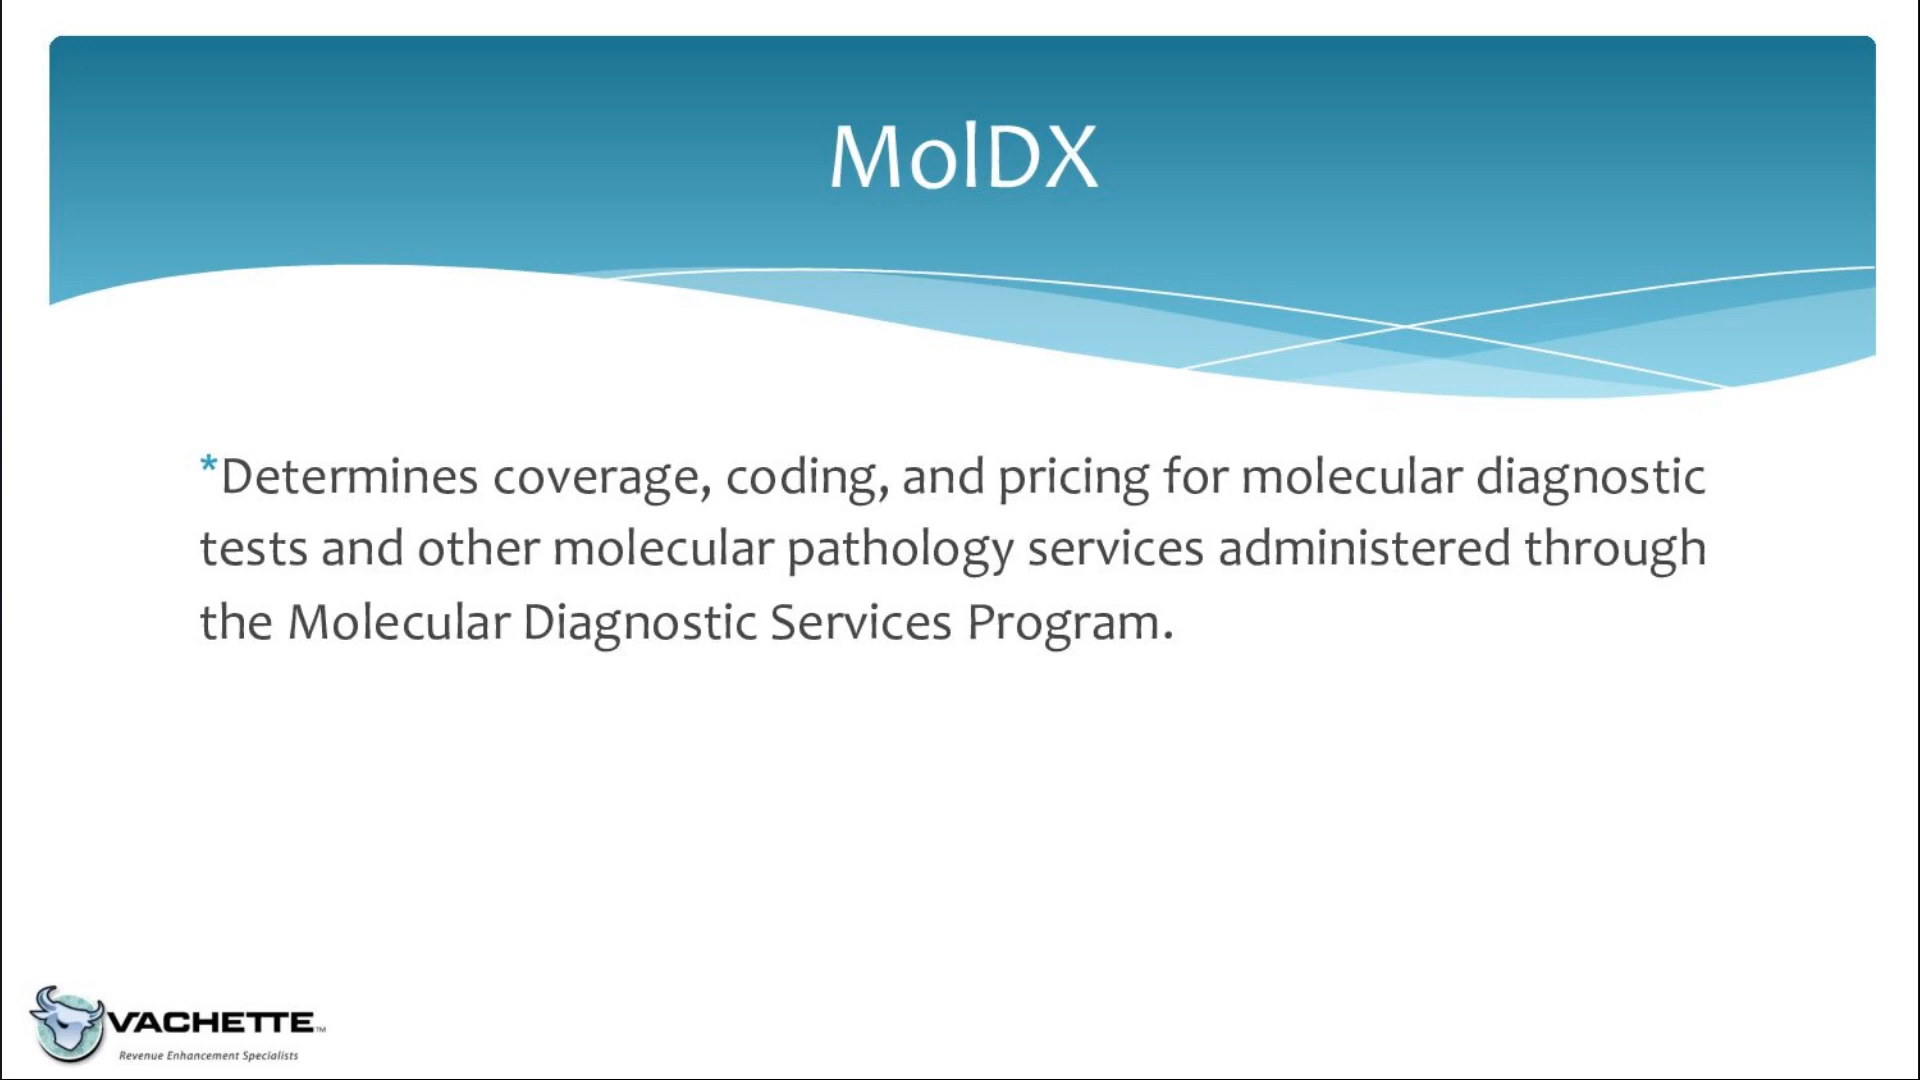 MolDX
*Determines coverage, coding, and pricing for molecular diagnostic
tests and other molecular pathology services administered through
the Molecular Diagnostic Services Program.
VACHETTE™
Revenue Enhancement Specialists